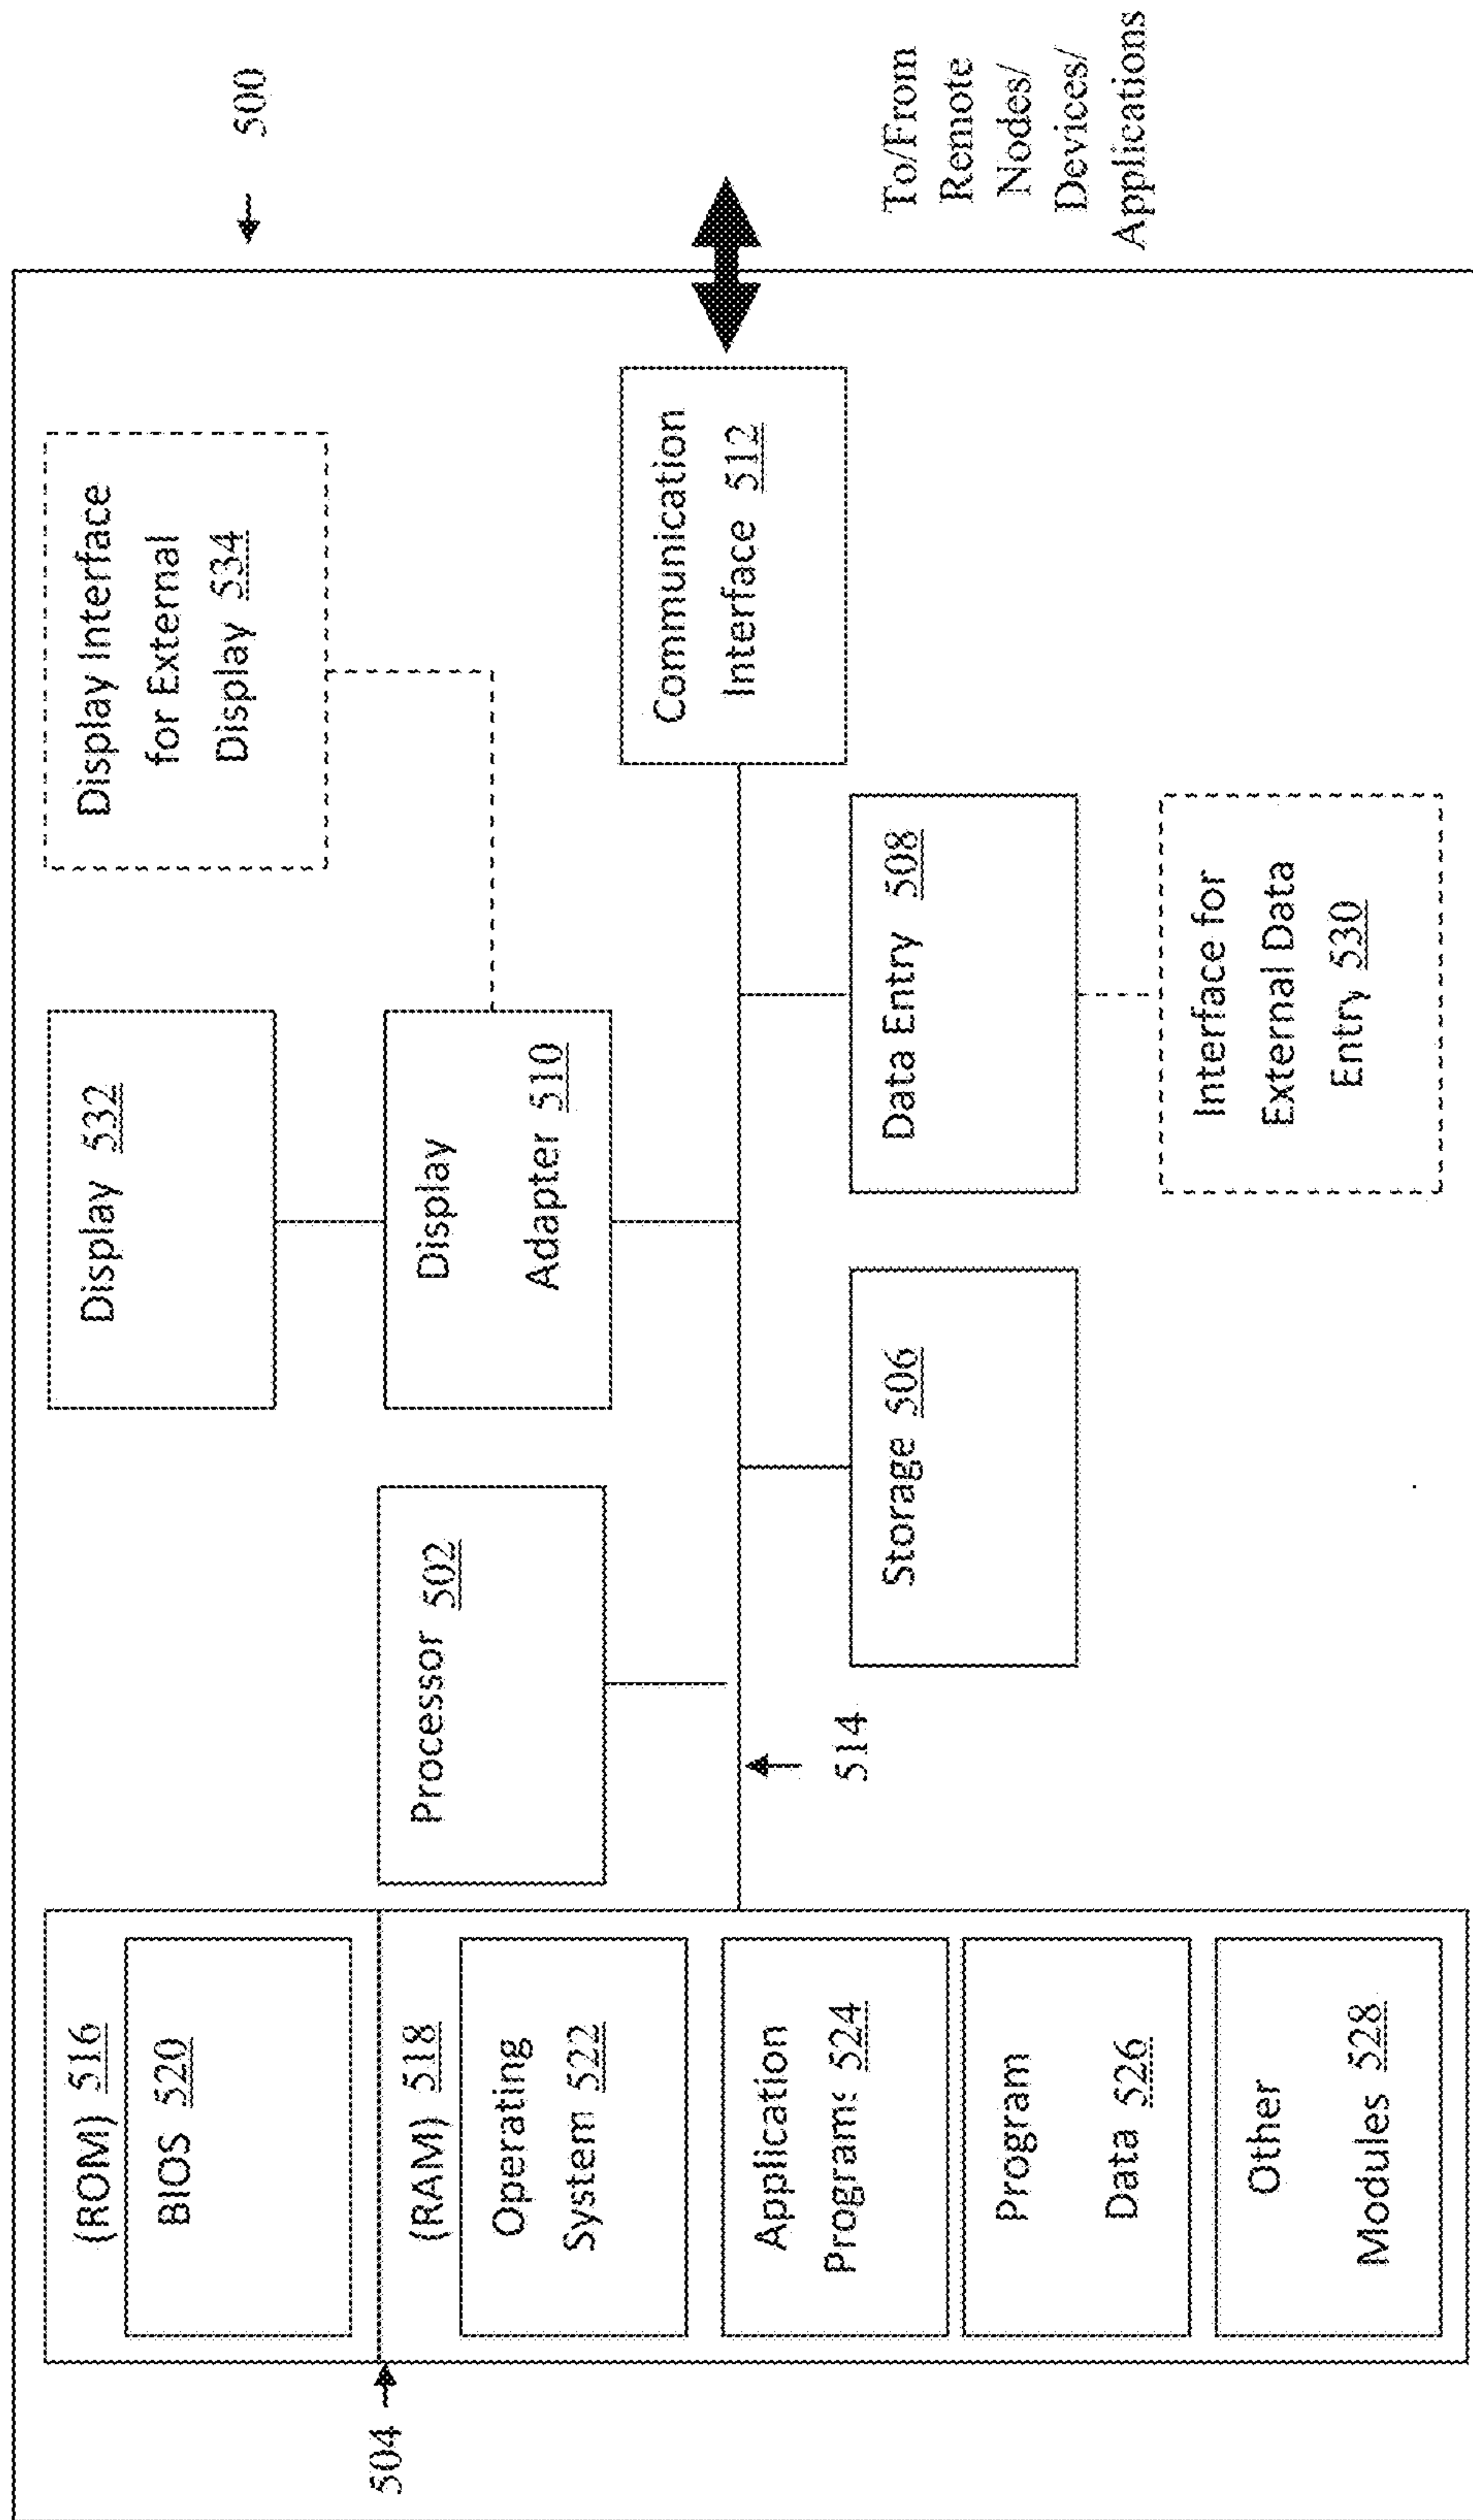 500
To/From
Remote
Nodes/
Devices/
Applications
(ROM) 516
BIOS 520
504
(RAM) 518
Operating
System 522
Application
Programs 524
Program
Data 526
Other
Modules 528
Processor 502
514
Display 532
Display
Adapter 510
Storage 506
Display Interface
for External
Display 534
Communication
Interface 512
Data Entry 508
Interface for
External Data
Entry 530